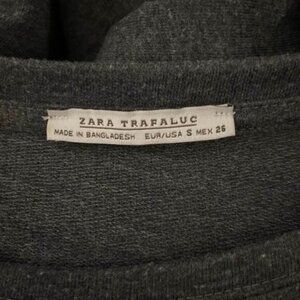 ZARA TRAFALUC
MADE IN BANGLADESH EUR/USA S MEX 26